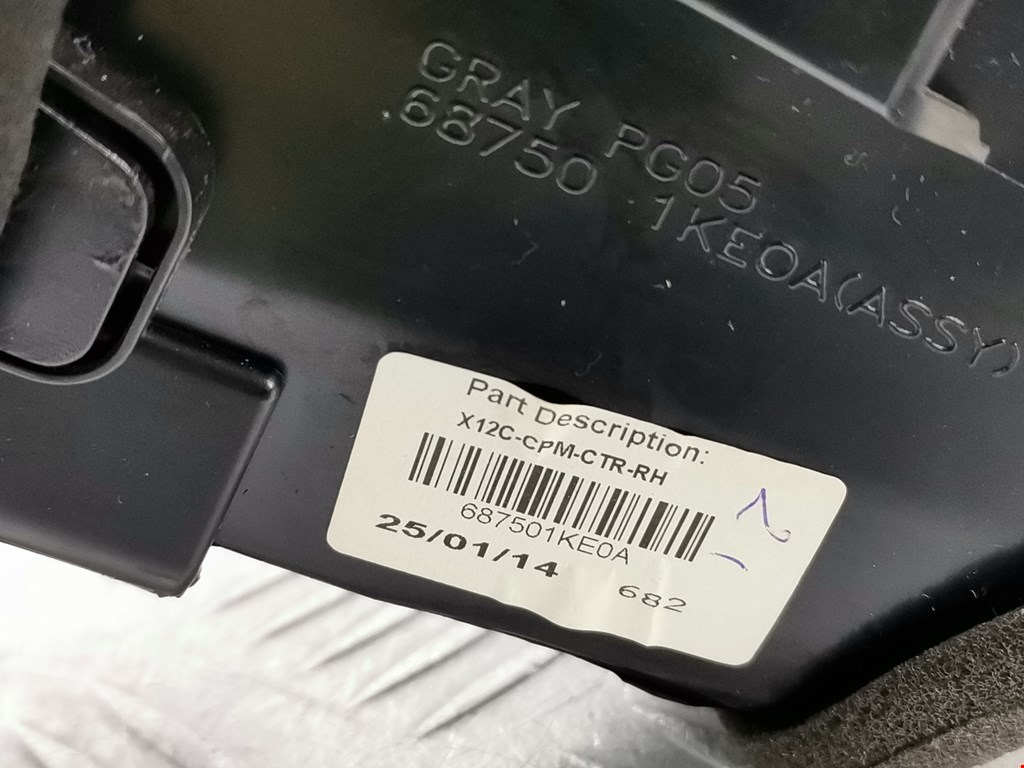 GRAY PG05
68750 1KE0A(ASSY)
Part Description:
X12C-CPM-CTR-RH
687501KE0A
25/01/14 682